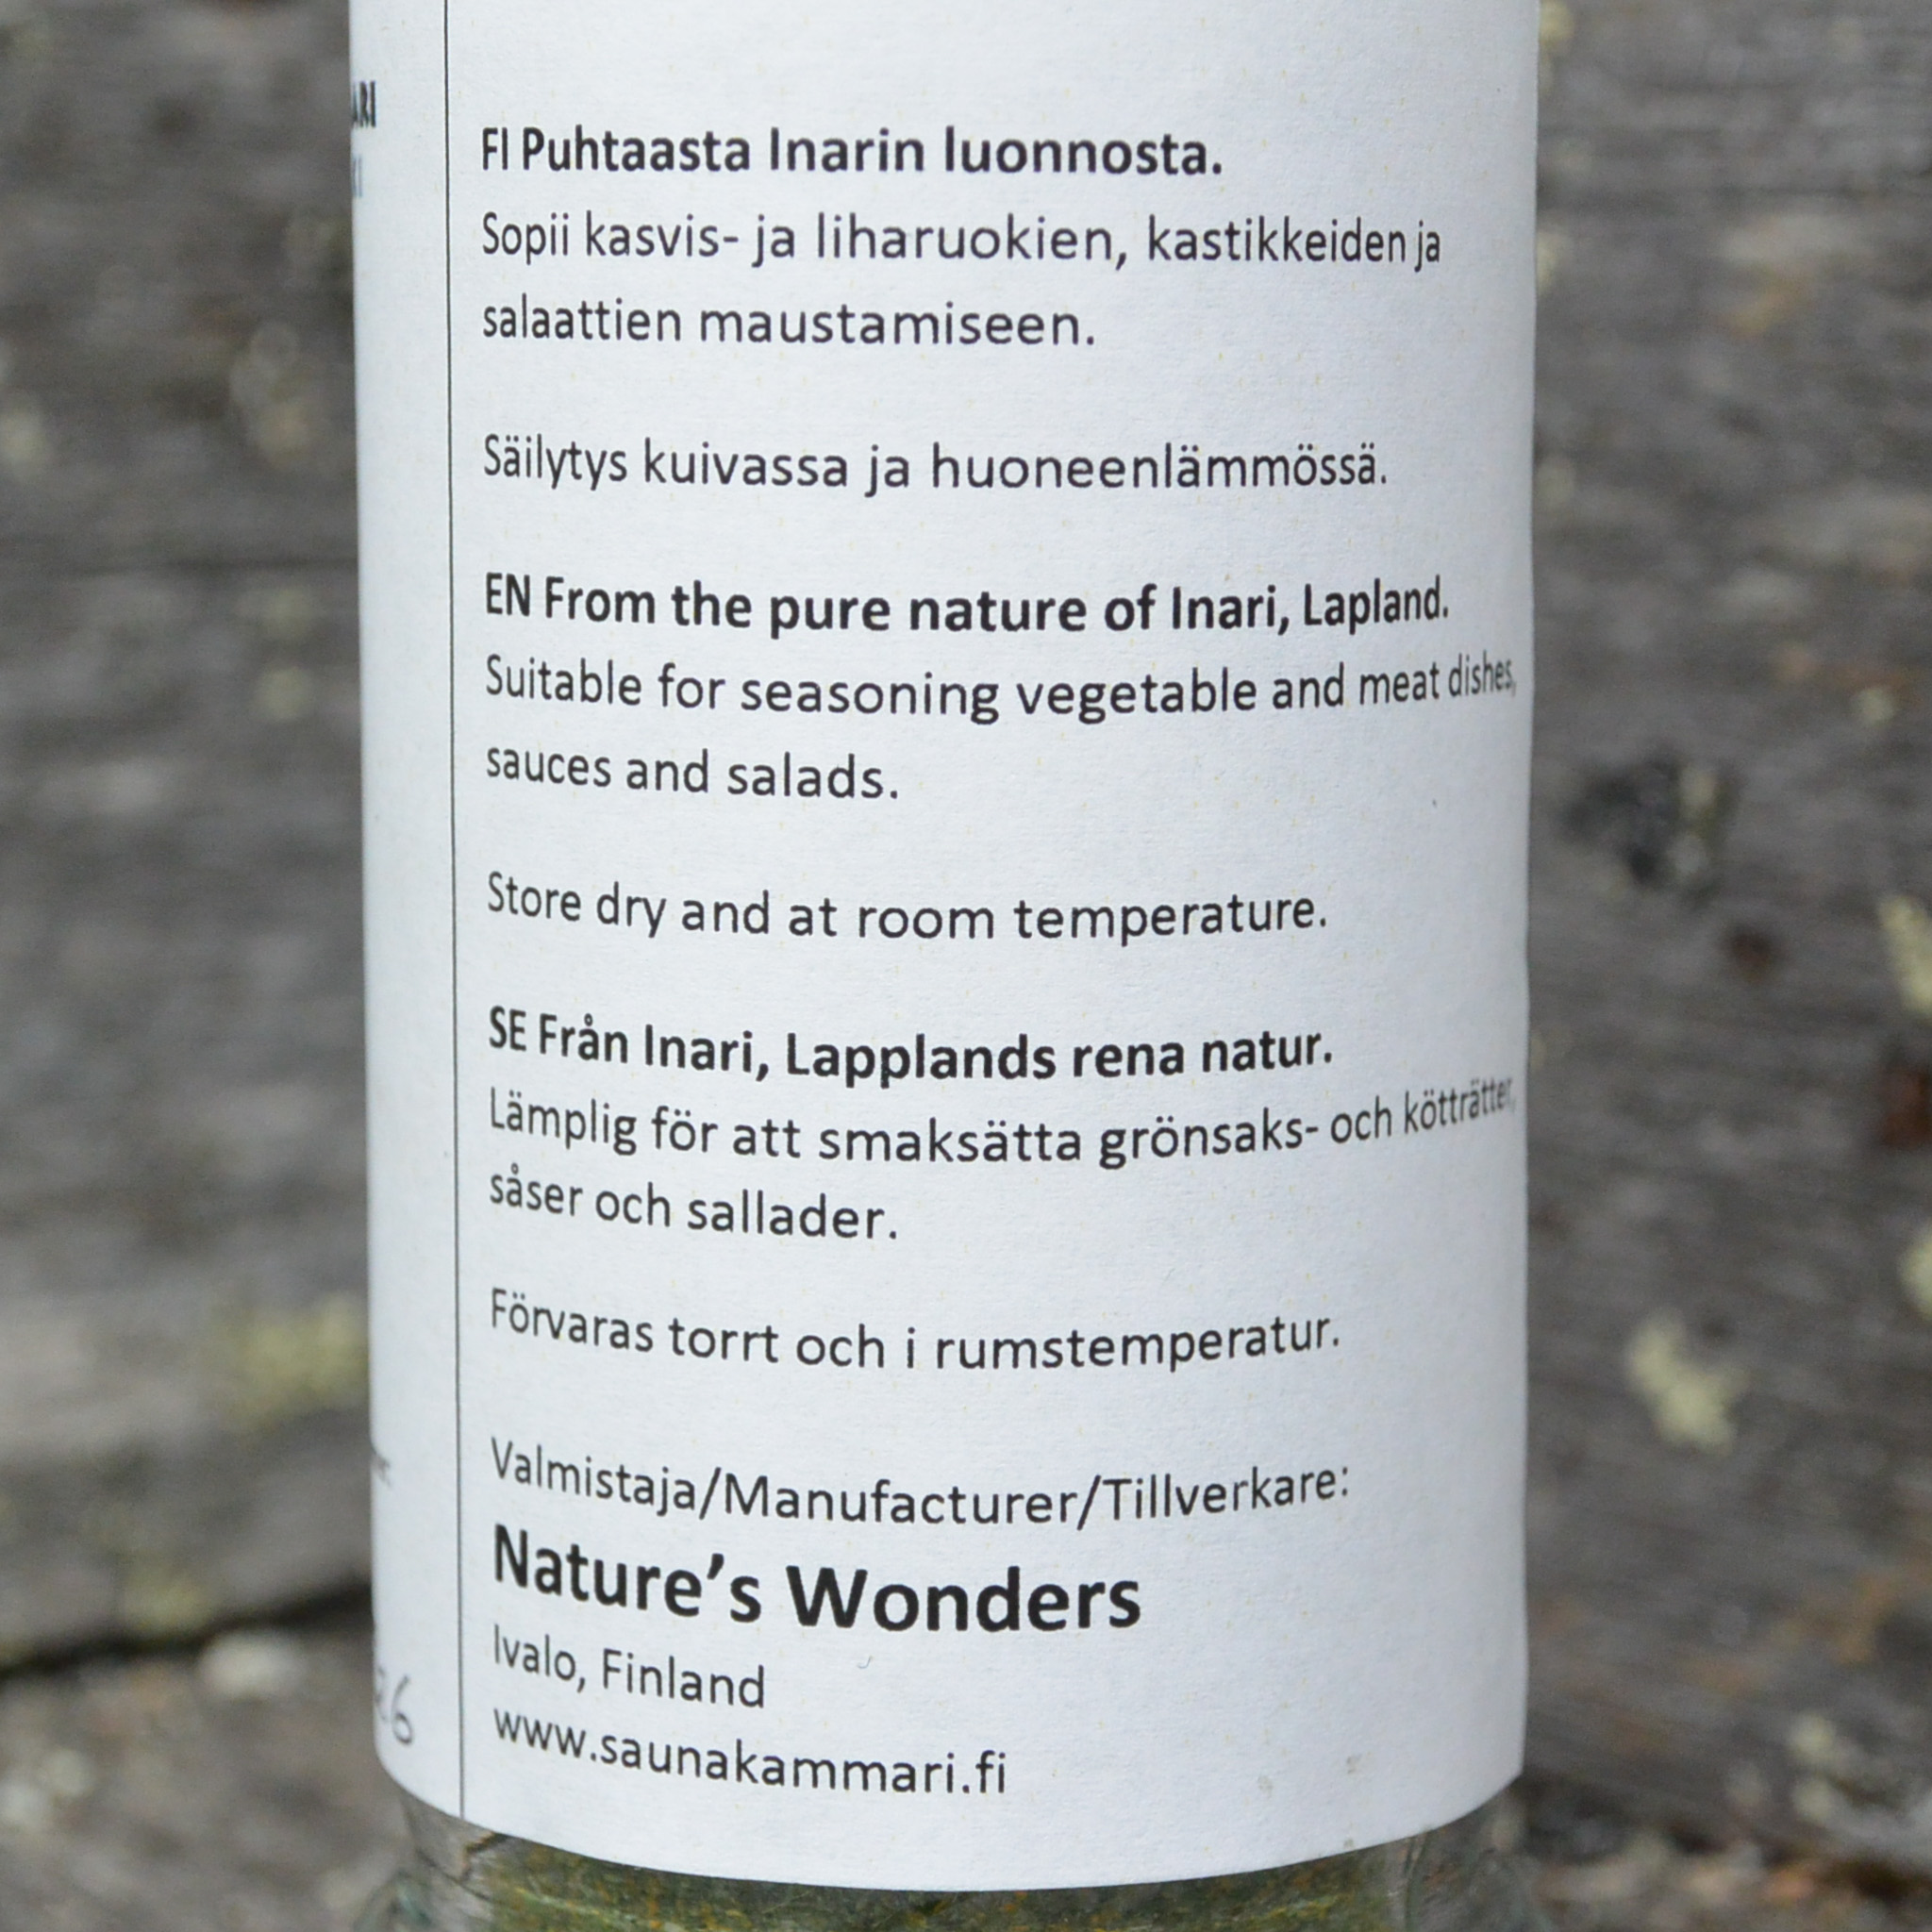 FI Puhtaasta Inarin luonnosta.
Sopii kasvis- ja liharuokien, kastikkeiden ja
salaattien maustamiseen.
Säilytys kuivassa ja huoneenlämmössä.
EN From the pure nature of Inari, Lapland.
Suitable for seasoning vegetable and meat dishes,
sauces and salads.
Store dry and at room temperature.
SE Från Inari, Lapplands rena natur.
Lämplig för att smaksätta grönsaks- och kötträtter,
såser och sallader.
Förvaras torrt och i rumstemperatur.
Valmistaja/Manufacturer/Tillverkare:
Nature's Wonders
Ivalo, Finland
www.saunakammari.fi